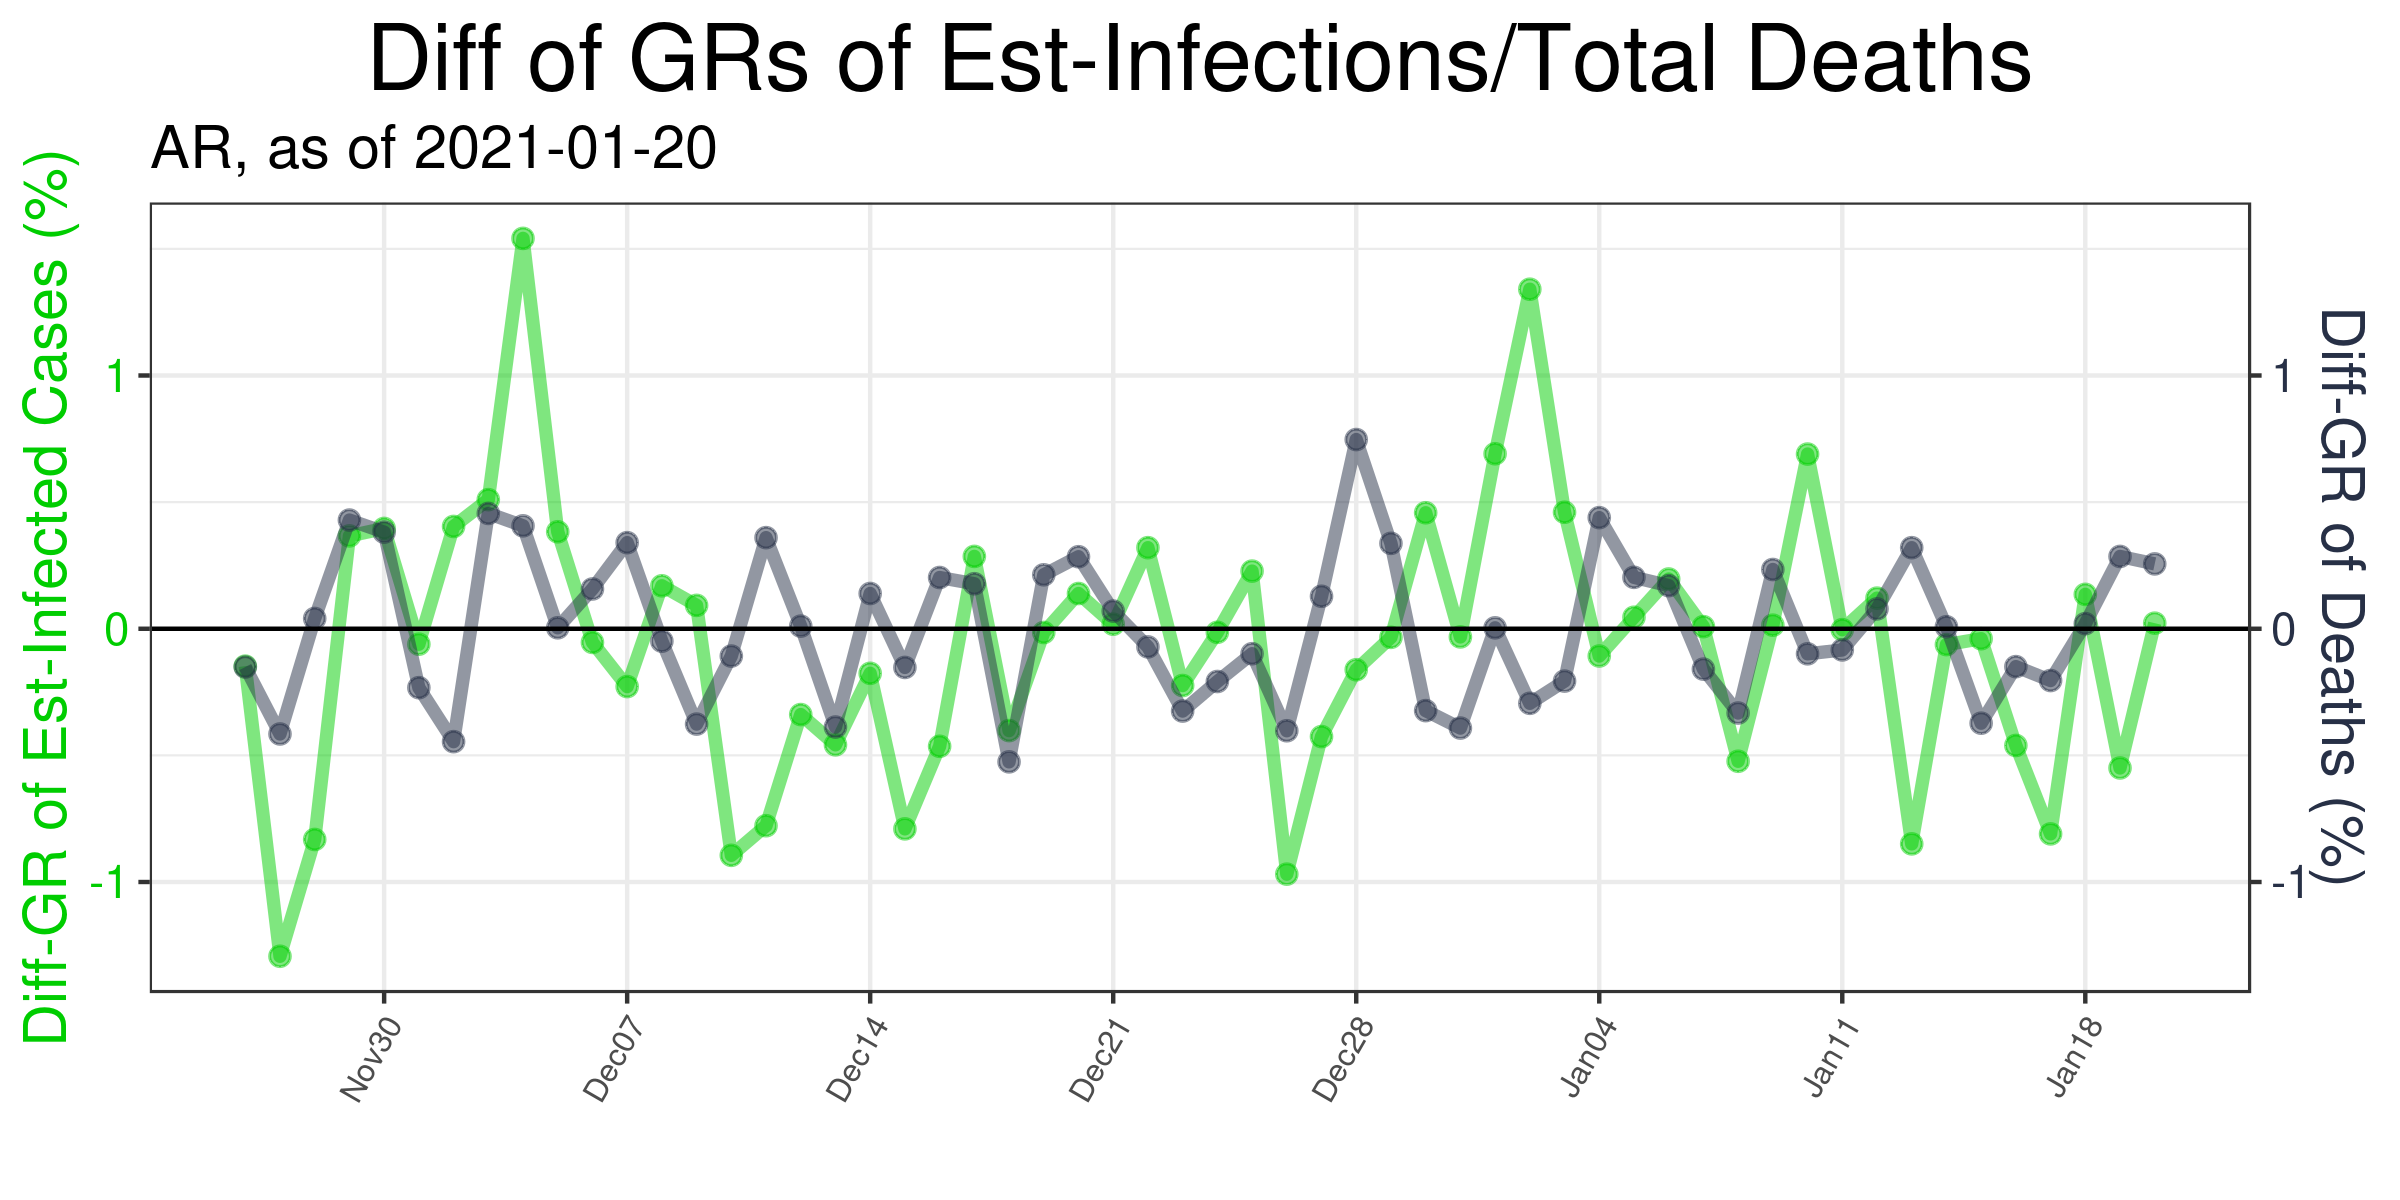 Diff of GRs of Est-Infections/Total Deaths
AR, as of 2021-01-20
Diff-GR of Est-Infected Cases (%)
1
0
-1
1
0
-1
Diff-GR of Deaths (%)
Nov30
Dec07
Dec14
Dec21
Dec28
Jan04
Jan11
Jan18